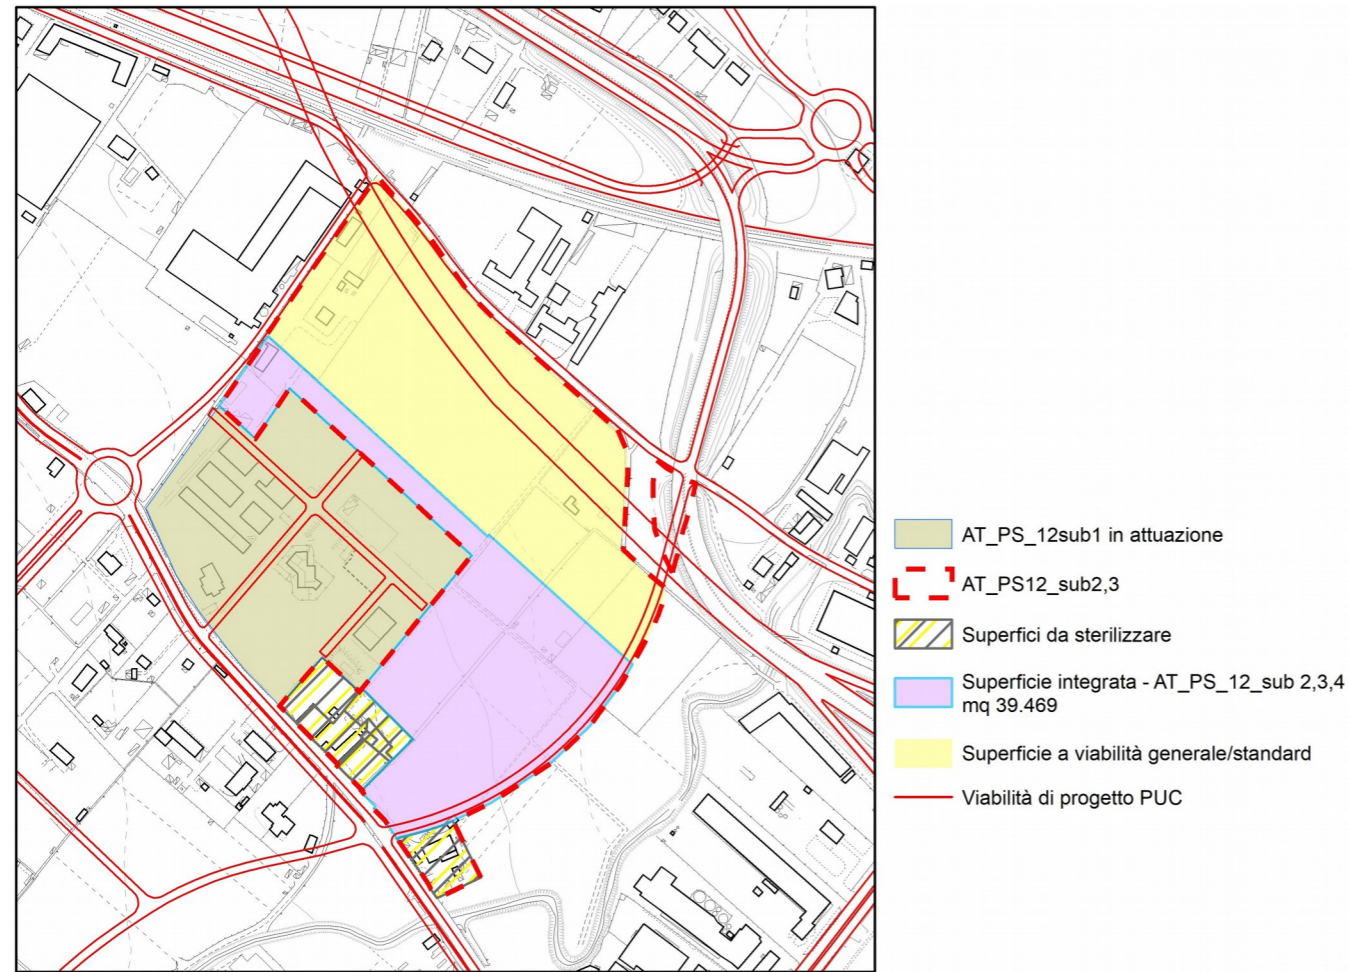 AT_PS_12sub1 in attuazione
AT_PS12_sub2,3
Superfici da sterilizzare
Superficie integrata - AT_PS_12_sub 2,3,4
mq 39.469
Superficie a viabilità generale/standard
Viabilità di progetto PUC